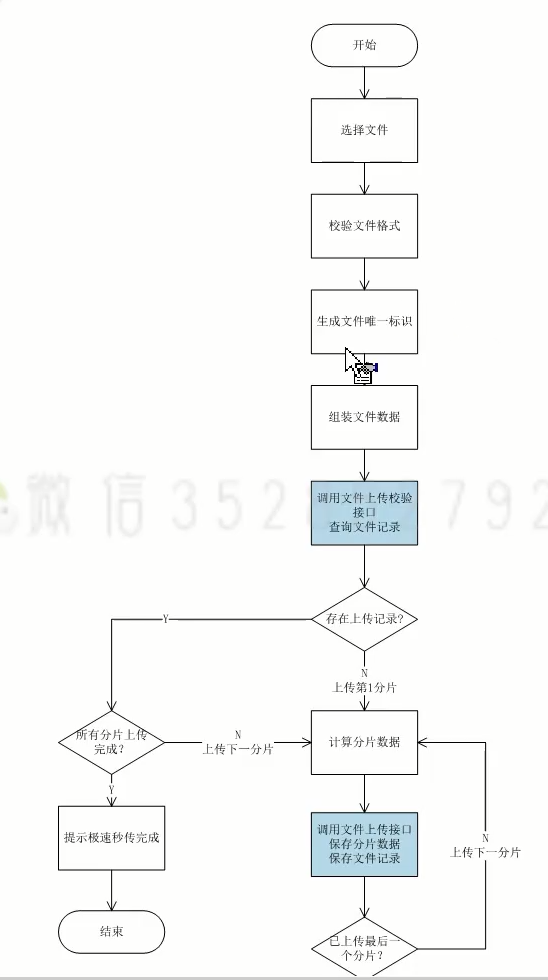 开始
选择文件
校验文件格式
生成文件唯一标识
组装文件数据
调用文件上传校验
接口
查询文件记录
微信 352
792
存在上传记录?
Y
N
上传第1分片
所有分片上传
完成?
N
上传下一分片
计算分片数据
Y
提示极速秒传完成
调用文件上传接口
保存分片数据
保存文件记录
N
上传下一分片
结束
已上传最后一
个分片?